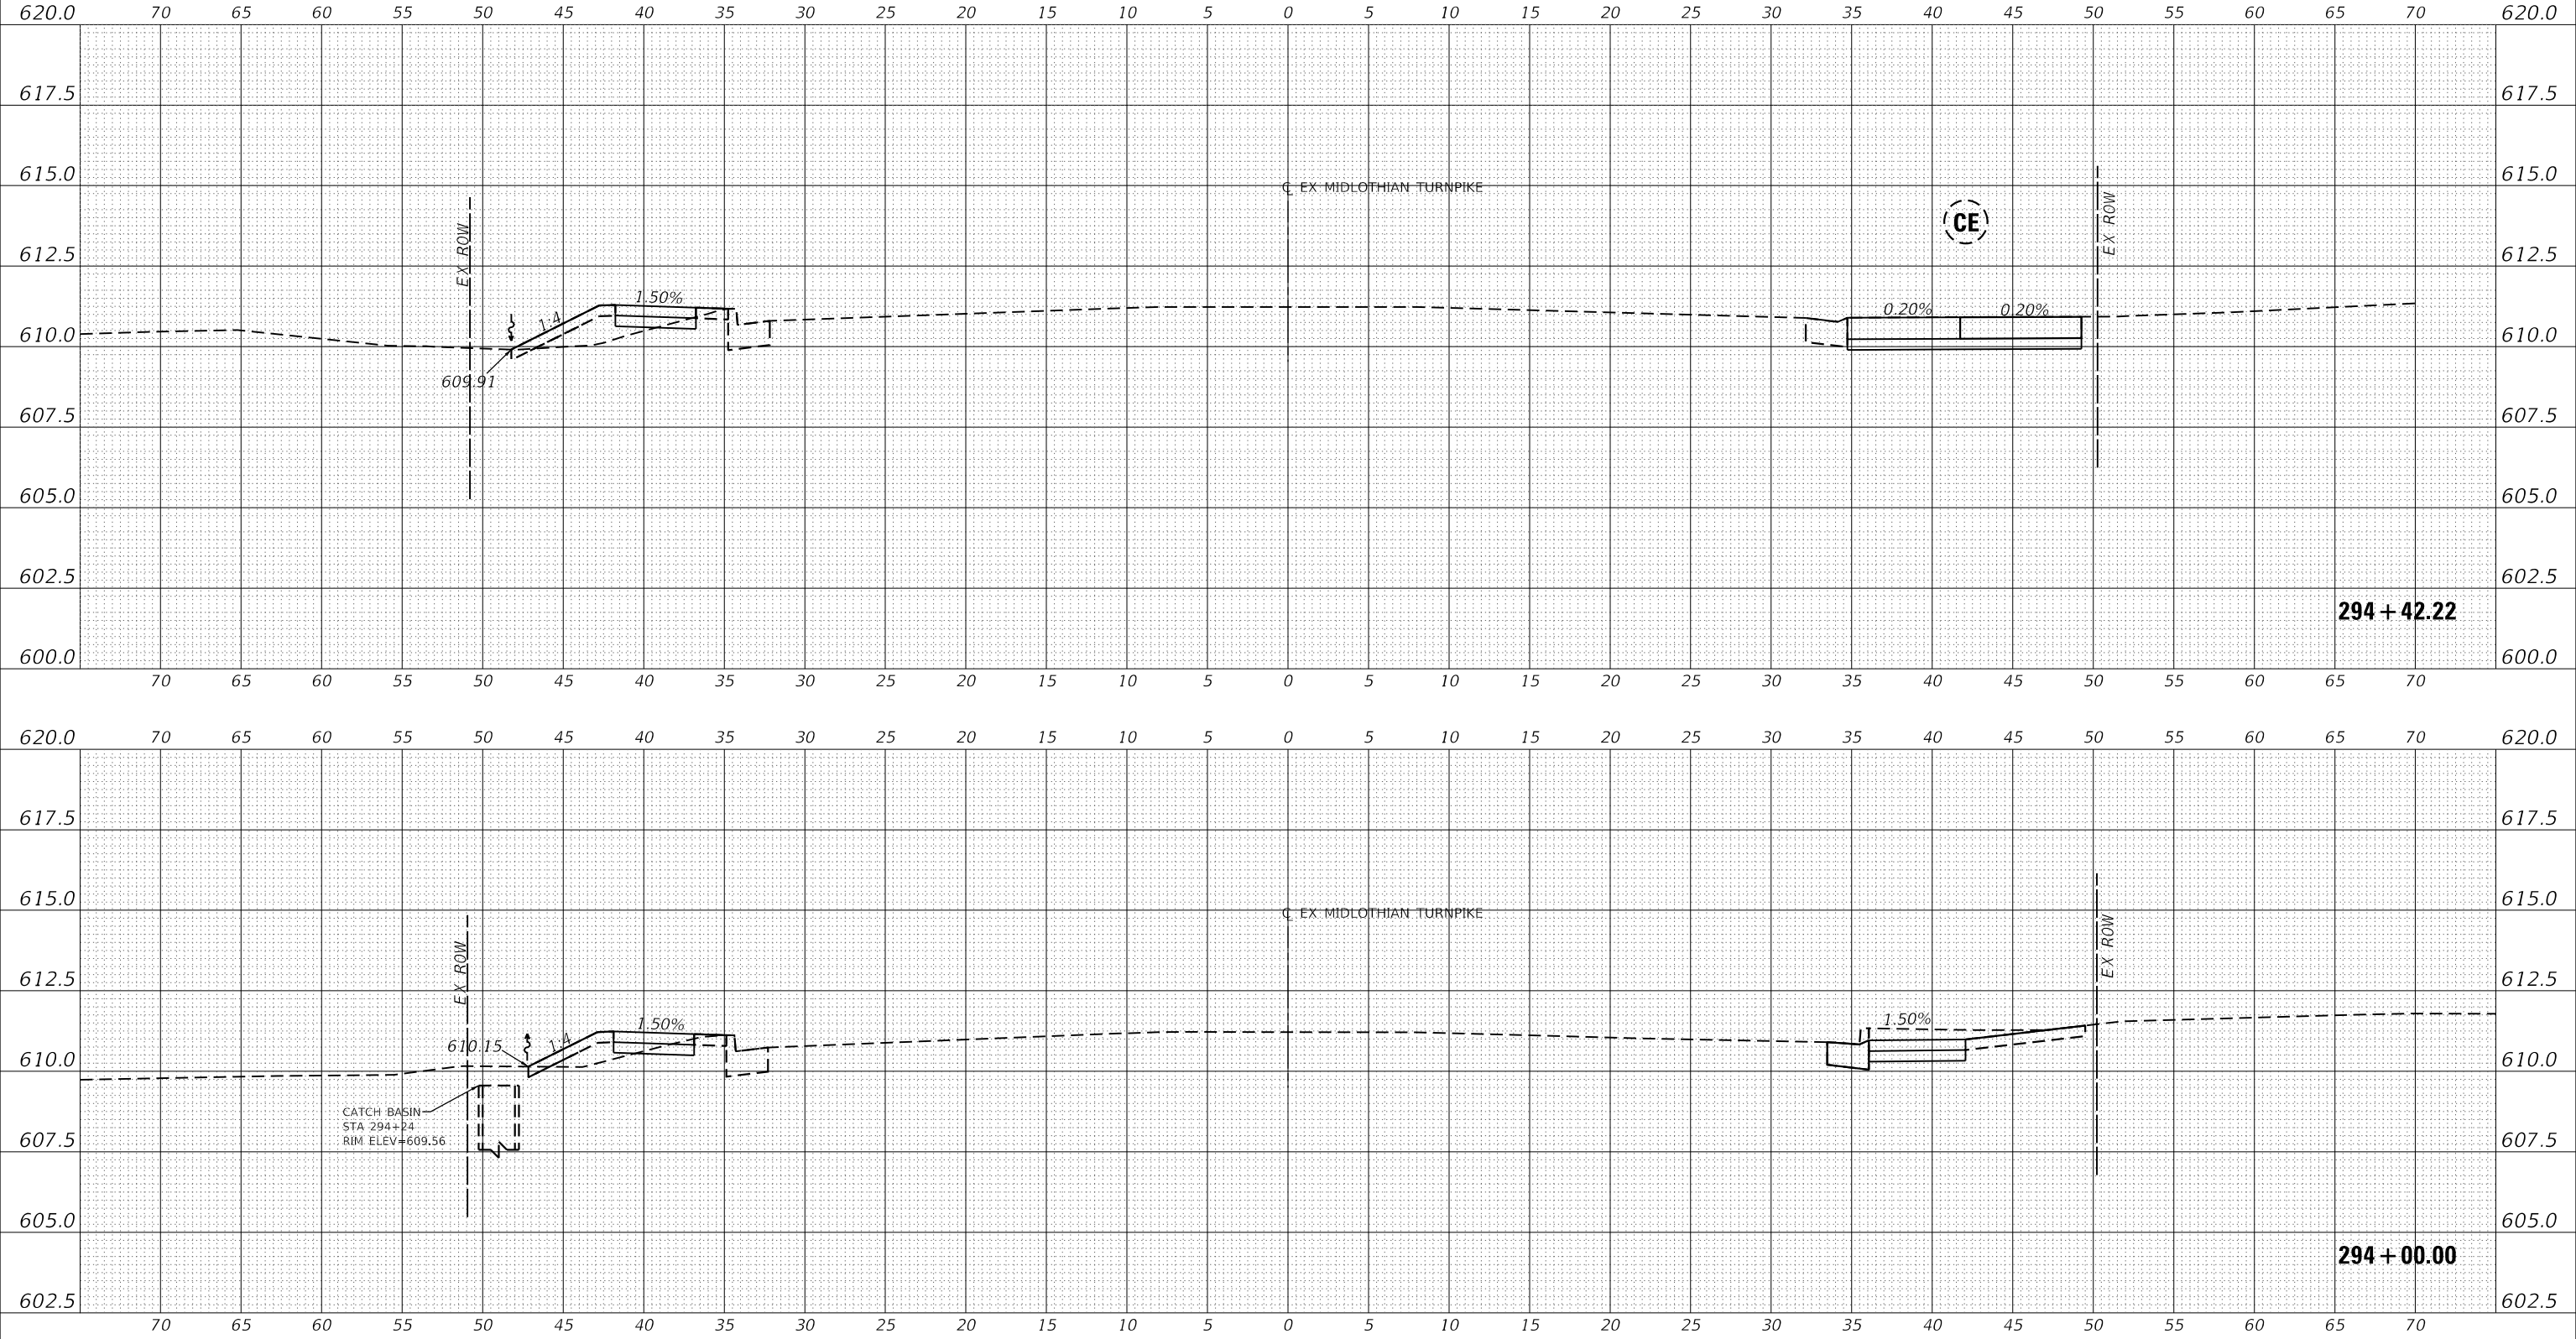 620.0 70 65 60 55 50 45 40 35 30 25 20 15 10 5 0 5 10 15 20 25 30 35 40 45 50 55 60 65 70 620.0
617.5 617.5
615.0 615.0
℄ EX MIDLOTHIAN TURNPIKE
CE
EX ROW
EX ROW
612.5 612.5
1:4
1.50%
0.20% 0.20%
610.0 610.0
609.91
607.5 607.5
605.0 605.0
602.5 602.5
294+42.22
600.0 600.0
70 65 60 55 50 45 40 35 30 25 20 15 10 5 0 5 10 15 20 25 30 35 40 45 50 55 60 65 70
620.0 70 65 60 55 50 45 40 35 30 25 20 15 10 5 0 5 10 15 20 25 30 35 40 45 50 55 60 65 70 620.0
617.5 617.5
615.0 615.0
℄ EX MIDLOTHIAN TURNPIKE
EX ROW
EX ROW
612.5 612.5
610.15
1:4
1.50%
1.50%
610.0 610.0
CATCH BASIN
STA 294+24
RIM ELEV=609.56
607.5 607.5
605.0 605.0
294+00.00
602.5 602.5
70 65 60 55 50 45 40 35 30 25 20 15 10 5 0 5 10 15 20 25 30 35 40 45 50 55 60 65 70